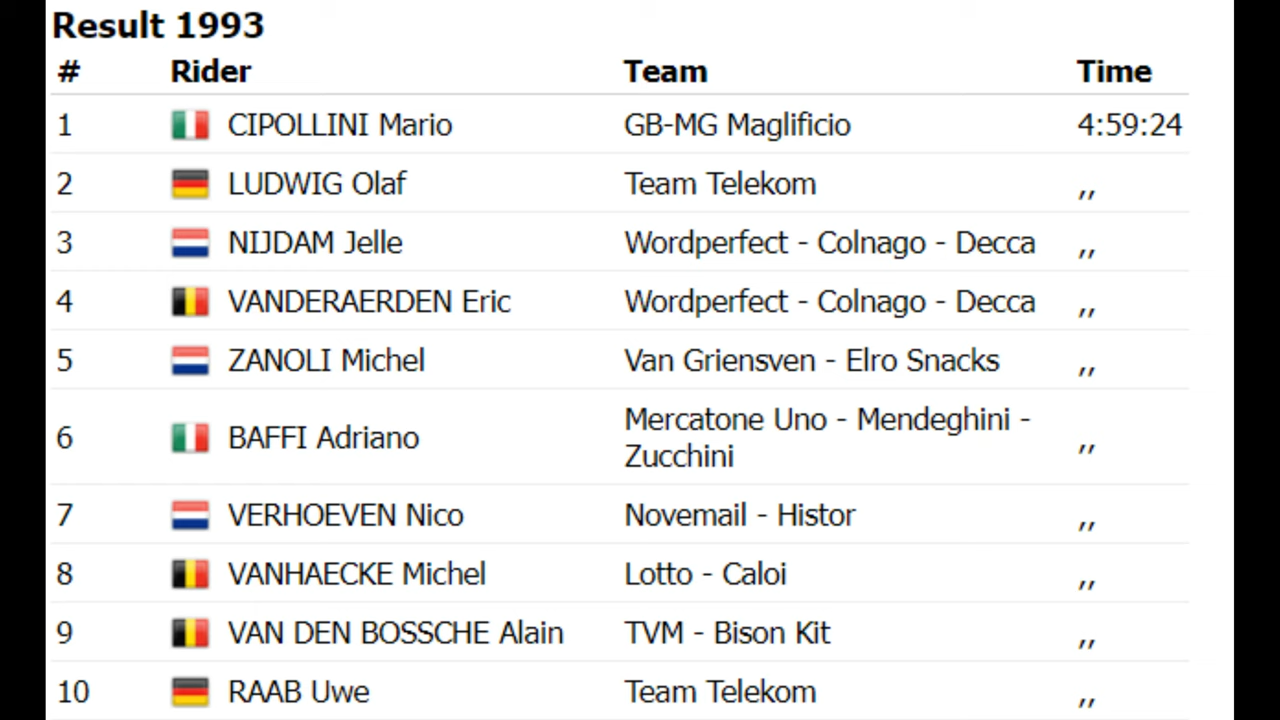 Result 1993
# Rider Team Time
1 CIPOLLINI Mario GB-MG Maglificio 4:59:24
2 LUDWIG Olaf Team Telekom ,,
3 NIJDAM Jelle Wordperfect - Colnago - Decca ,,
4 VANDERAERDEN Eric Wordperfect - Colnago - Decca ,,
5 ZANOLI Michel Van Griensven - Elro Snacks ,,
6 BAFFI Adriano Mercatone Uno - Mendeghini -
Zucchini ,,
7 VERHOEVEN Nico Novemail - Histor ,,
8 VANHAECKE Michel Lotto - Caloi ,,
9 VAN DEN BOSSCHE Alain TVM - Bison Kit ,,
10 RAAB Uwe Team Telekom ,,